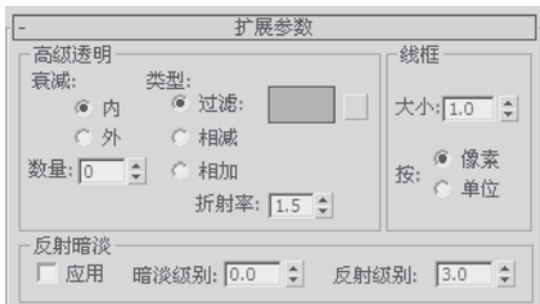 - 扩展参数
高级透明
衰减: 类型:
内 过滤:
外 相减
数量: 0 相加
折射率: 1.5
线框
大小: 1.0
按: 像素
单位
反射暗淡
应用 暗淡级别: 0.0 反射级别: 3.0